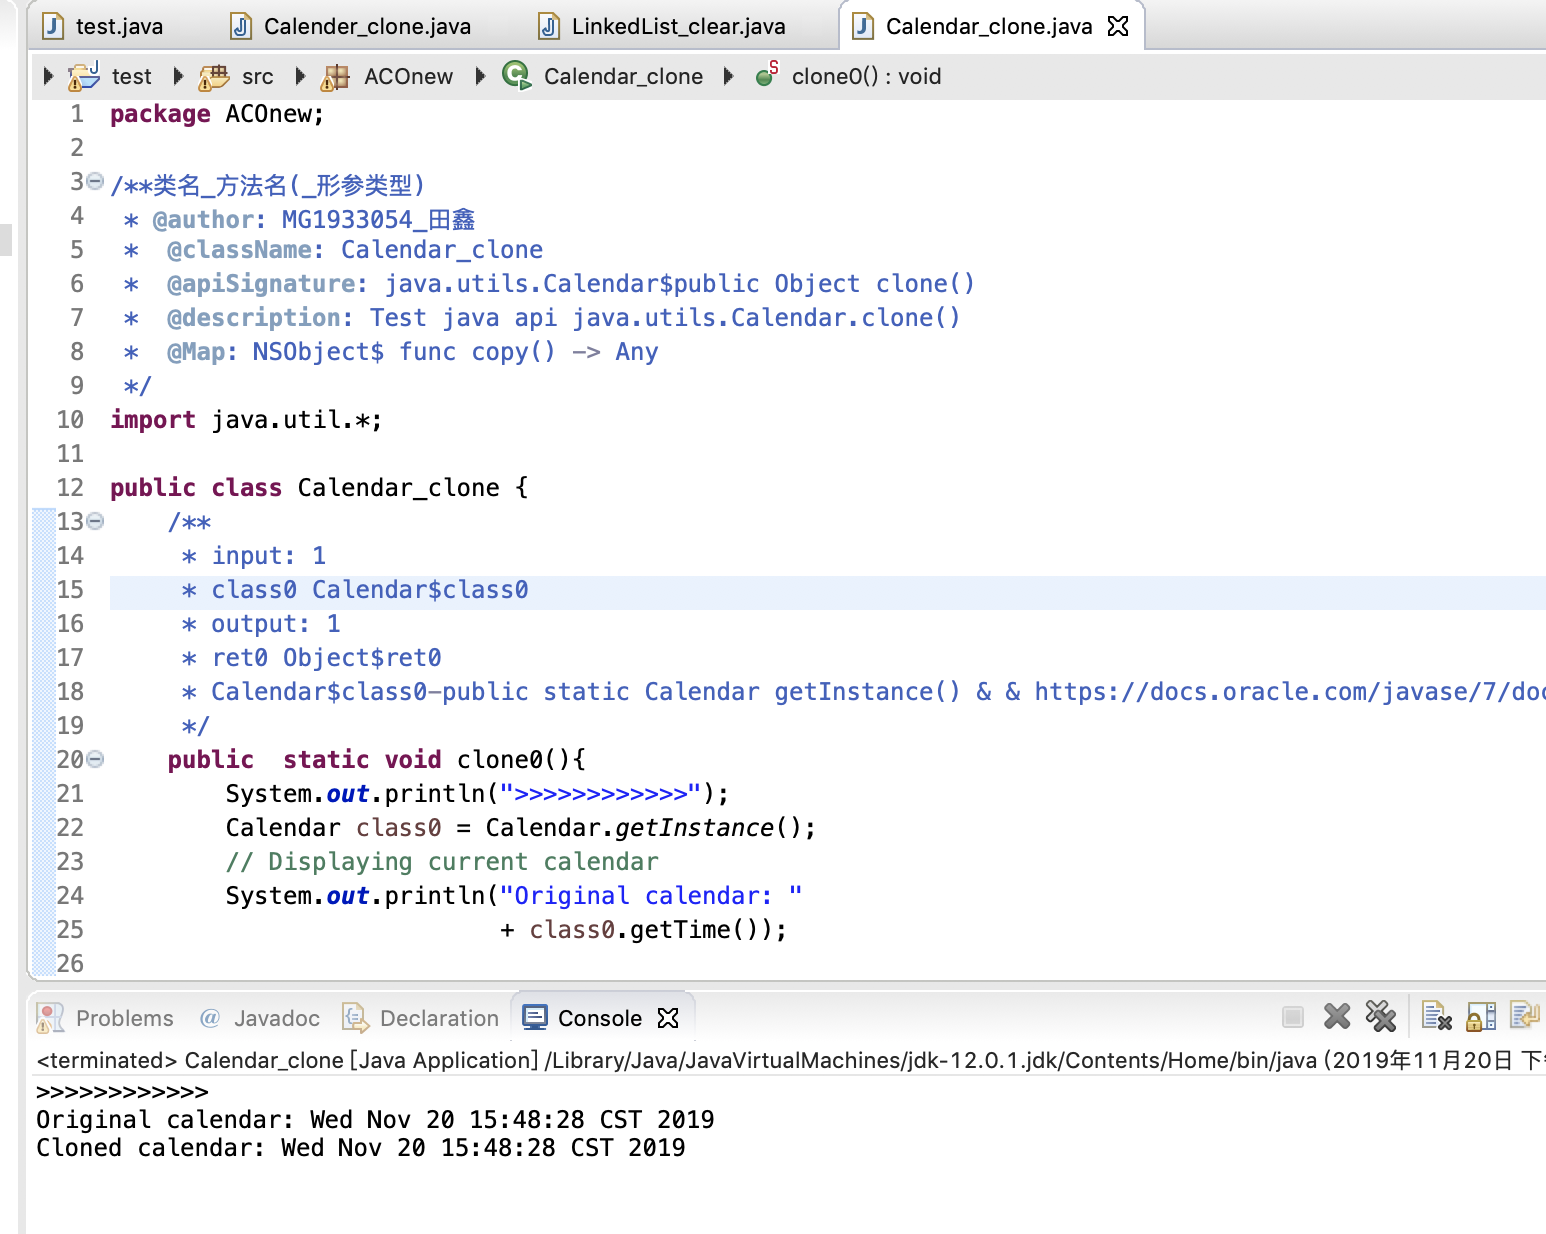 test.java Calender_clone.java LinkedList_clear.java Calendar_clone.java
test src ACOnew Calendar_clone clone0() : void
1 package ACOnew;
2
3 /**类名_方法名(_形参类型)
4 * @author: MG1933054_田鑫
5 * @className: Calendar_clone
6 * @apiSignature: java.utils.Calendar$public Object clone()
7 * @description: Test java api java.utils.Calendar.clone()
8 * @Map: NSObject$ func copy() -> Any
9 */
10 import java.util.*;
11
12 public class Calendar_clone {
13 /**
14 * input: 1
15 * class0 Calendar$class0
16 * output: 1
17 * ret0 Object$ret0
18 * Calendar$class0-public static Calendar getInstance() & & https://docs.oracle.com/javase/7/doc
19 */
20 public  static void clone0(){
21 System.out.println(">>>>>>>>>>>>");
22 Calendar class0 = Calendar.getInstance();
23 // Displaying current calendar
24 System.out.println("Original calendar: "
25 + class0.getTime());
26
Problems @ Javadoc Declaration Console
<terminated> Calendar_clone [Java Application] /Library/Java/JavaVirtualMachines/jdk-12.0.1.jdk/Contents/Home/bin/java (2019年11月20日 下
>>>>>>>>>>>>
Original calendar: Wed Nov 20 15:48:28 CST 2019
Cloned calendar: Wed Nov 20 15:48:28 CST 2019